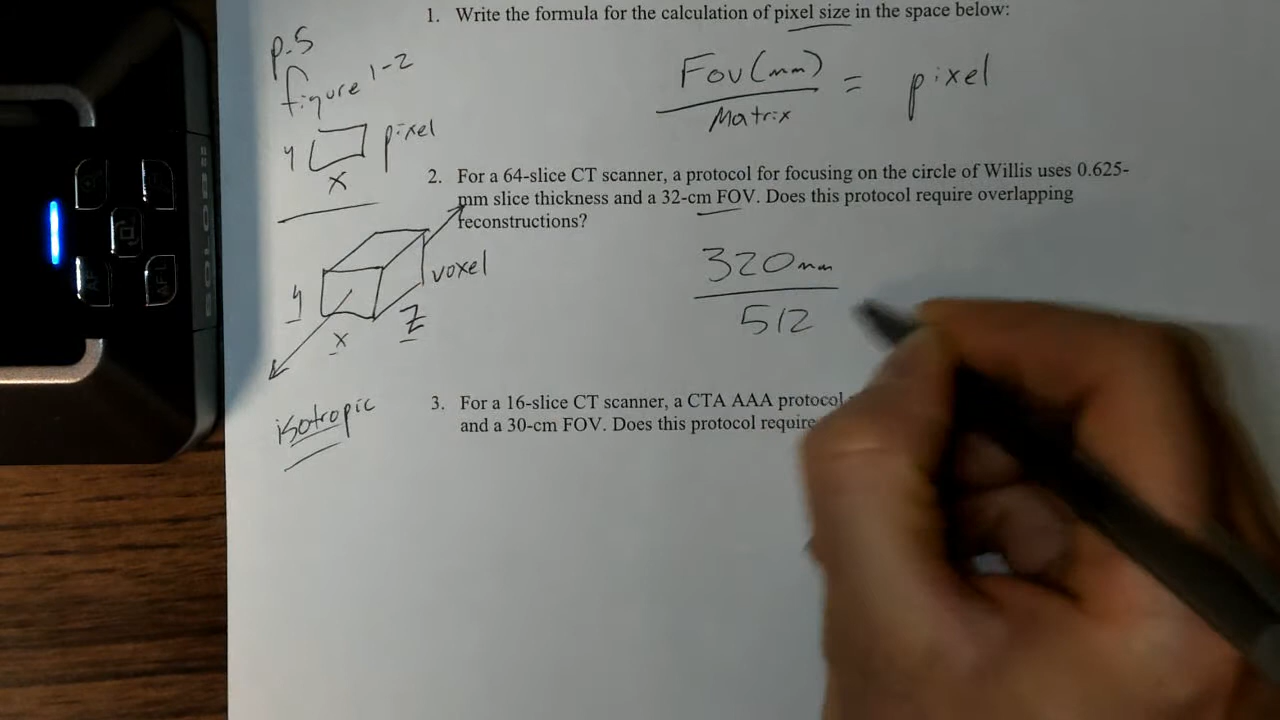 1. Write the formula for the calculation of pixel size in the space below:
p.5
figure 1-2
FOV(mm)
Matrix
= pixel
y
pixel
x
2. For a 64-slice CT scanner, a protocol for focusing on the circle of Willis uses 0.625-
mm slice thickness and a 32-cm FOV. Does this protocol require overlapping
reconstructions?
320mm
512
voxel
y
x
z
isotropic
3. For a 16-slice CT scanner, a CTA AAA protocol
and a 30-cm FOV. Does this protocol require
SOLO8
AF
AFL